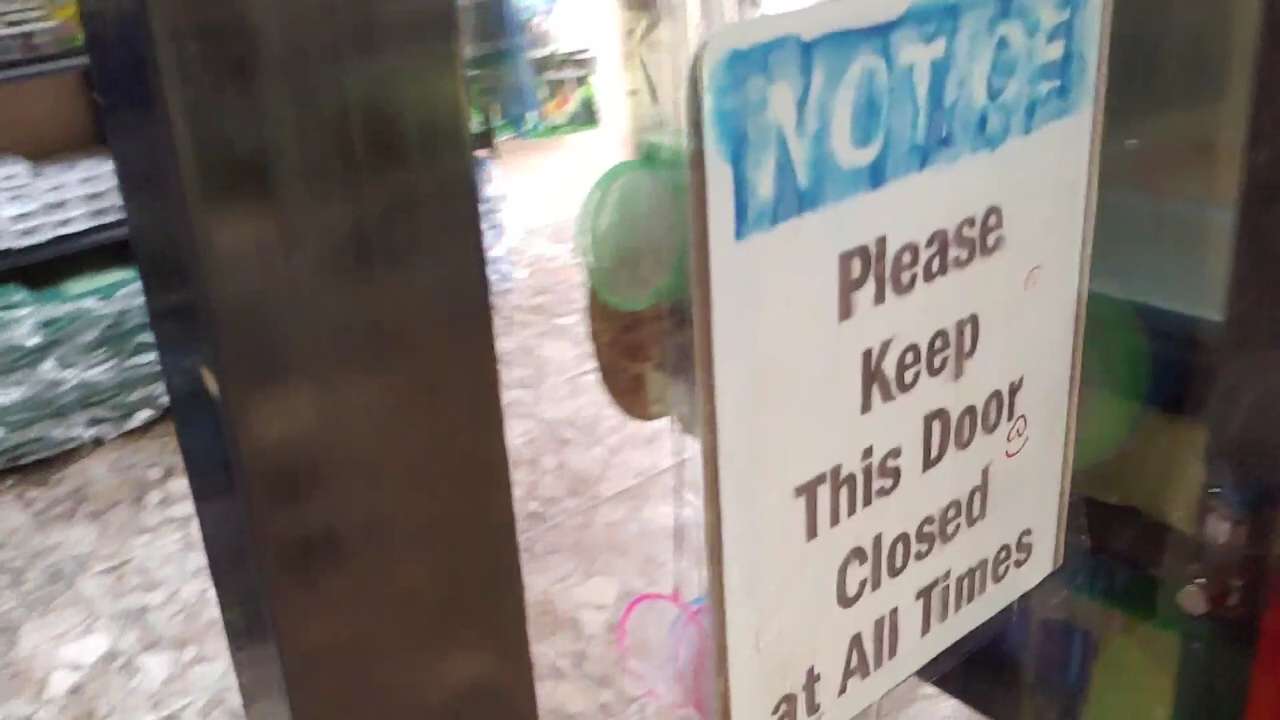 NOTICE
Please
Keep
This Door
Closed
at All Times